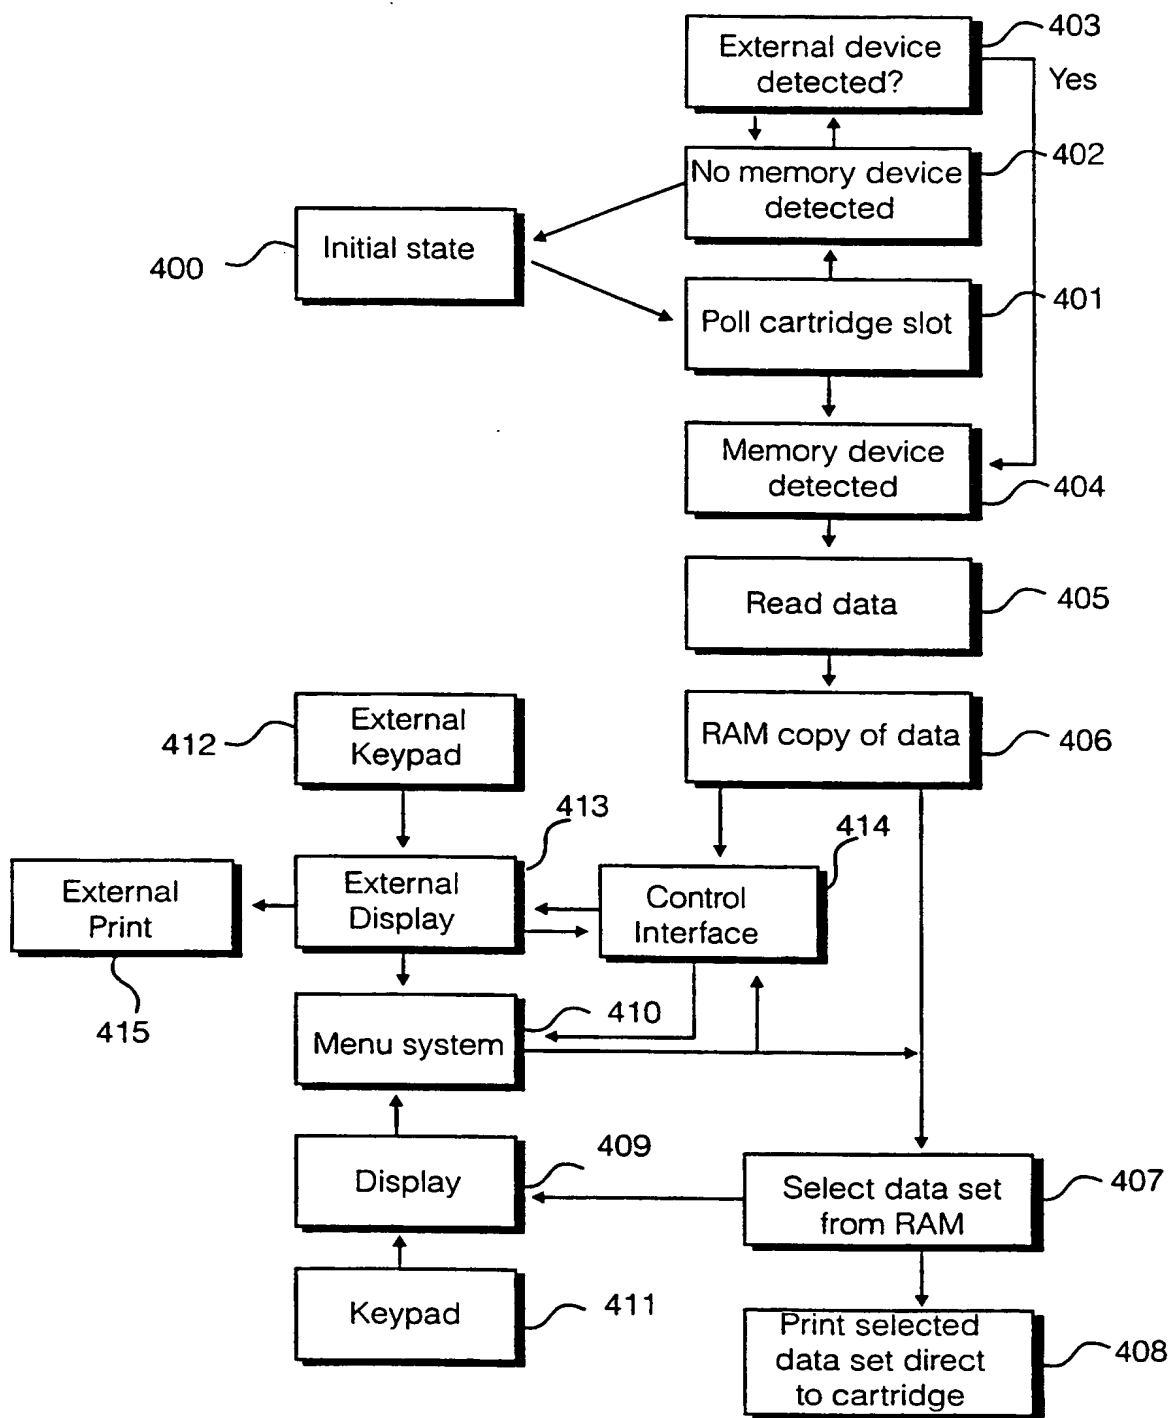 External device
detected?
403
Yes
No memory device
detected
402
Initial state
400
Poll cartridge slot
401
Memory device
detected
404
Read data
405
External
Keypad
412
RAM copy of data
406
413
414
External
Print
415
External
Display
Control
Interface
Menu system
410
Display
409
Select data set
from RAM
407
Keypad
411
Print selected
data set direct
to cartridge
408